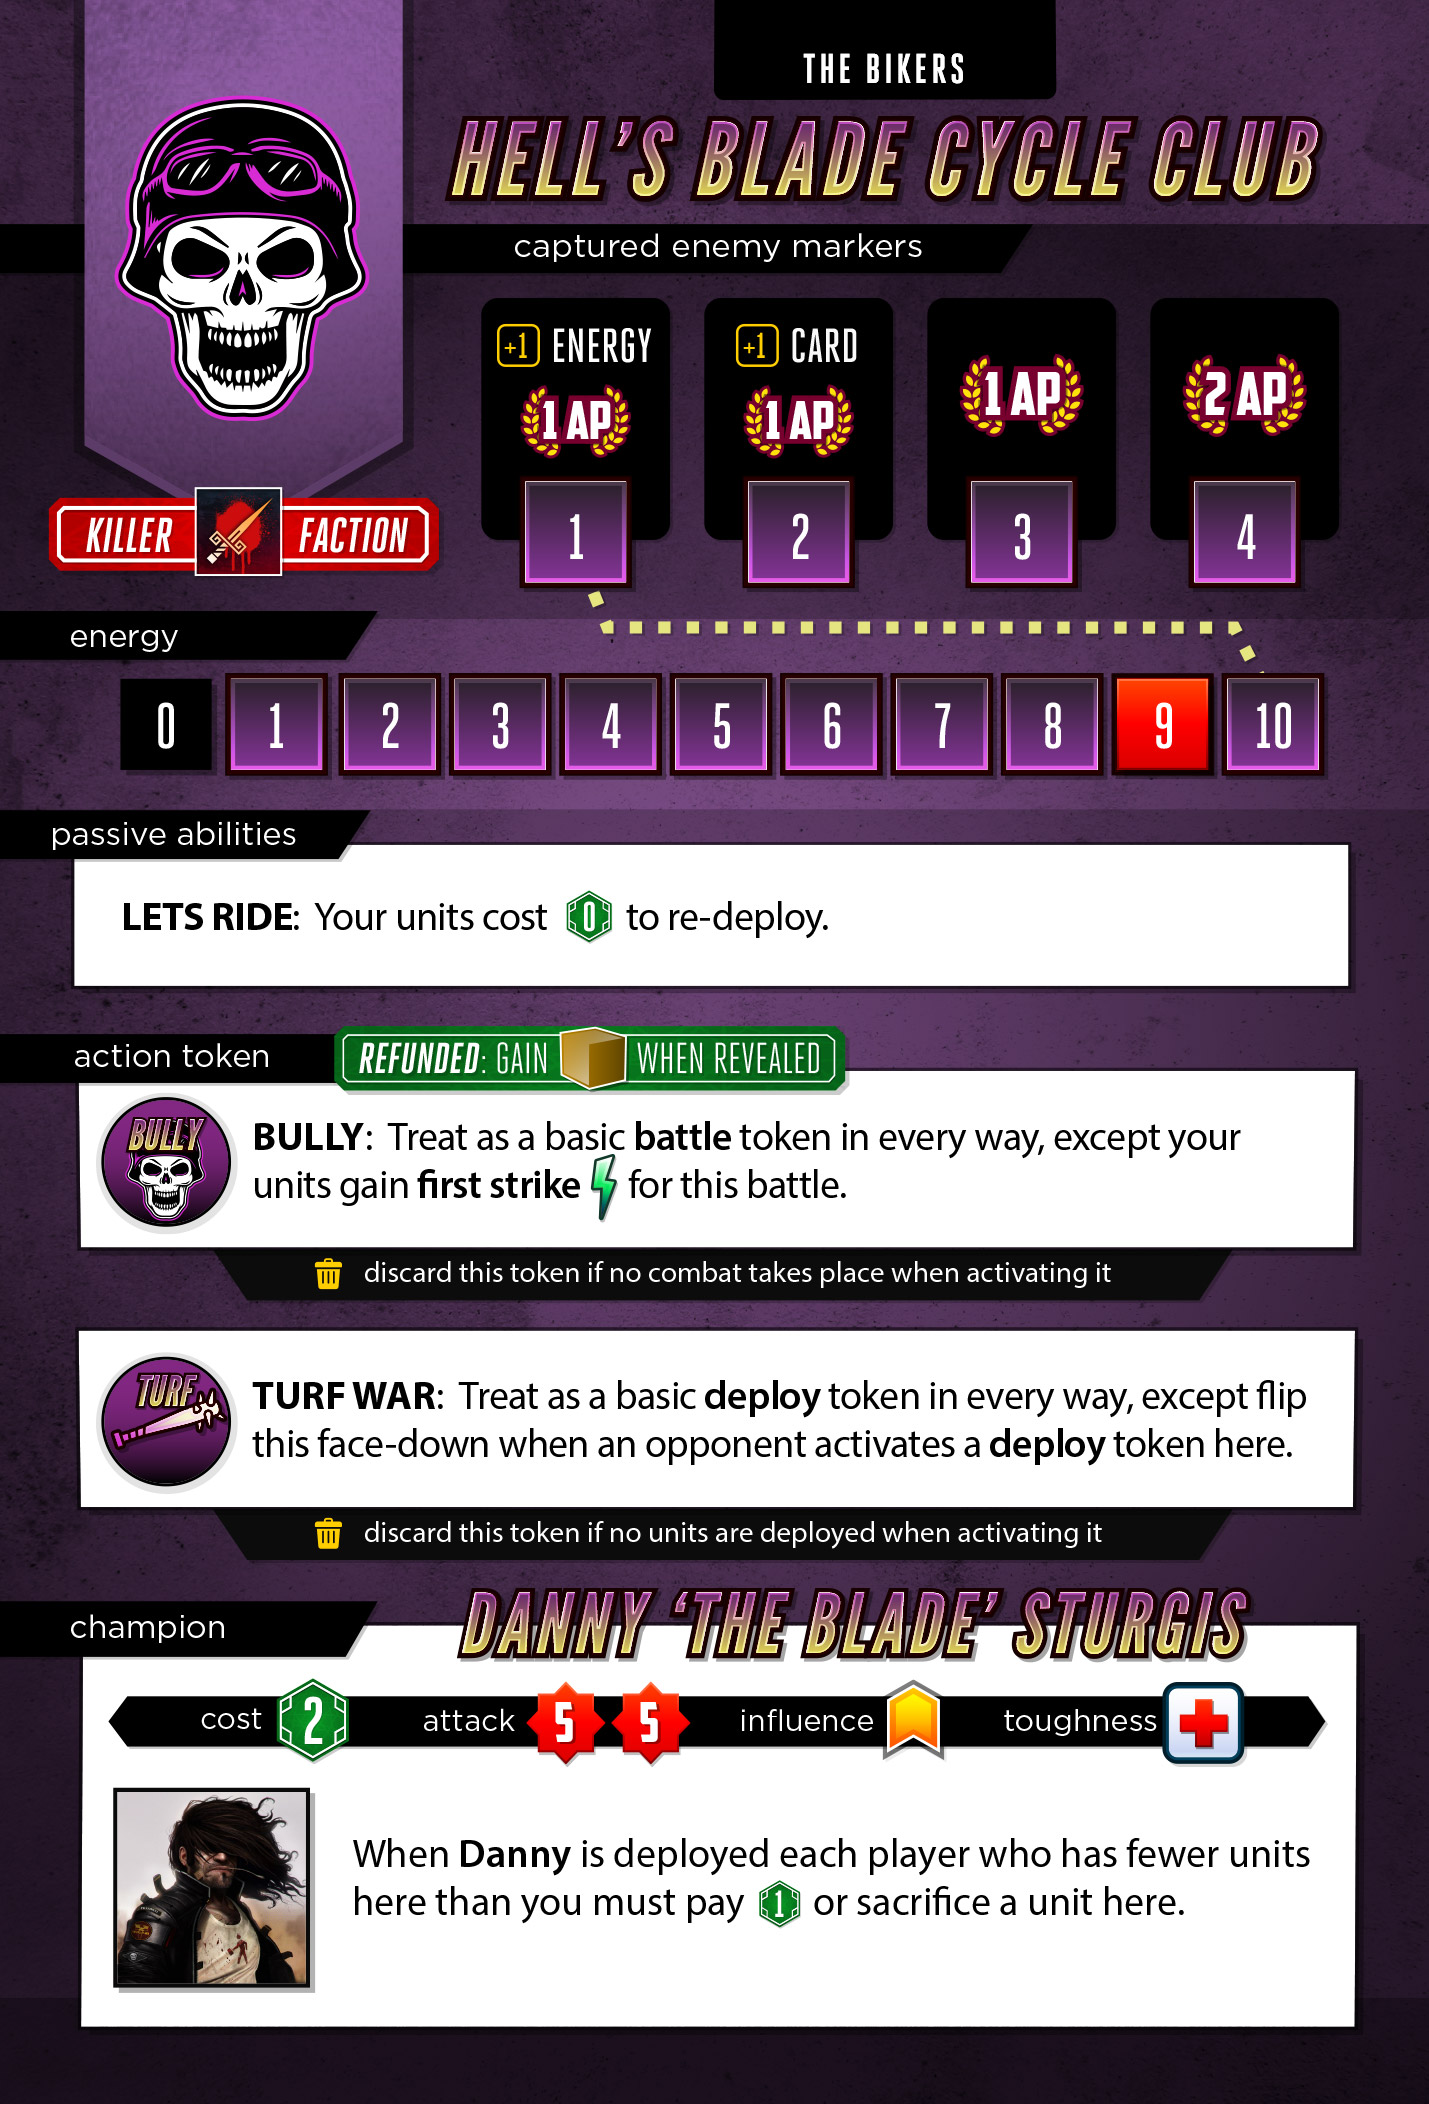 THE BIKERS
HELL'S BLADE CYCLE CLUB
captured enemy markers
+1 ENERGY
1 AP
1
+1 CARD
1 AP
2
1 AP
3
2 AP
4
KILLER FACTION
energy
0 1 2 3 4 5 6 7 8 9 10
passive abilities
LETS RIDE: Your units cost 0 to re-deploy.
action token
REFUNDED: GAIN WHEN REVEALED
BULLY
BULLY: Treat as a basic battle token in every way, except your
units gain first strike for this battle.
discard this token if no combat takes place when activating it
TURF
TURF WAR: Treat as a basic deploy token in every way, except flip
this face-down when an opponent activates a deploy token here.
discard this token if no units are deployed when activating it
champion
DANNY 'THE BLADE' STURGIS
cost 2 attack 5 5 influence toughness
When Danny is deployed each player who has fewer units
here than you must pay 1 or sacrifice a unit here.